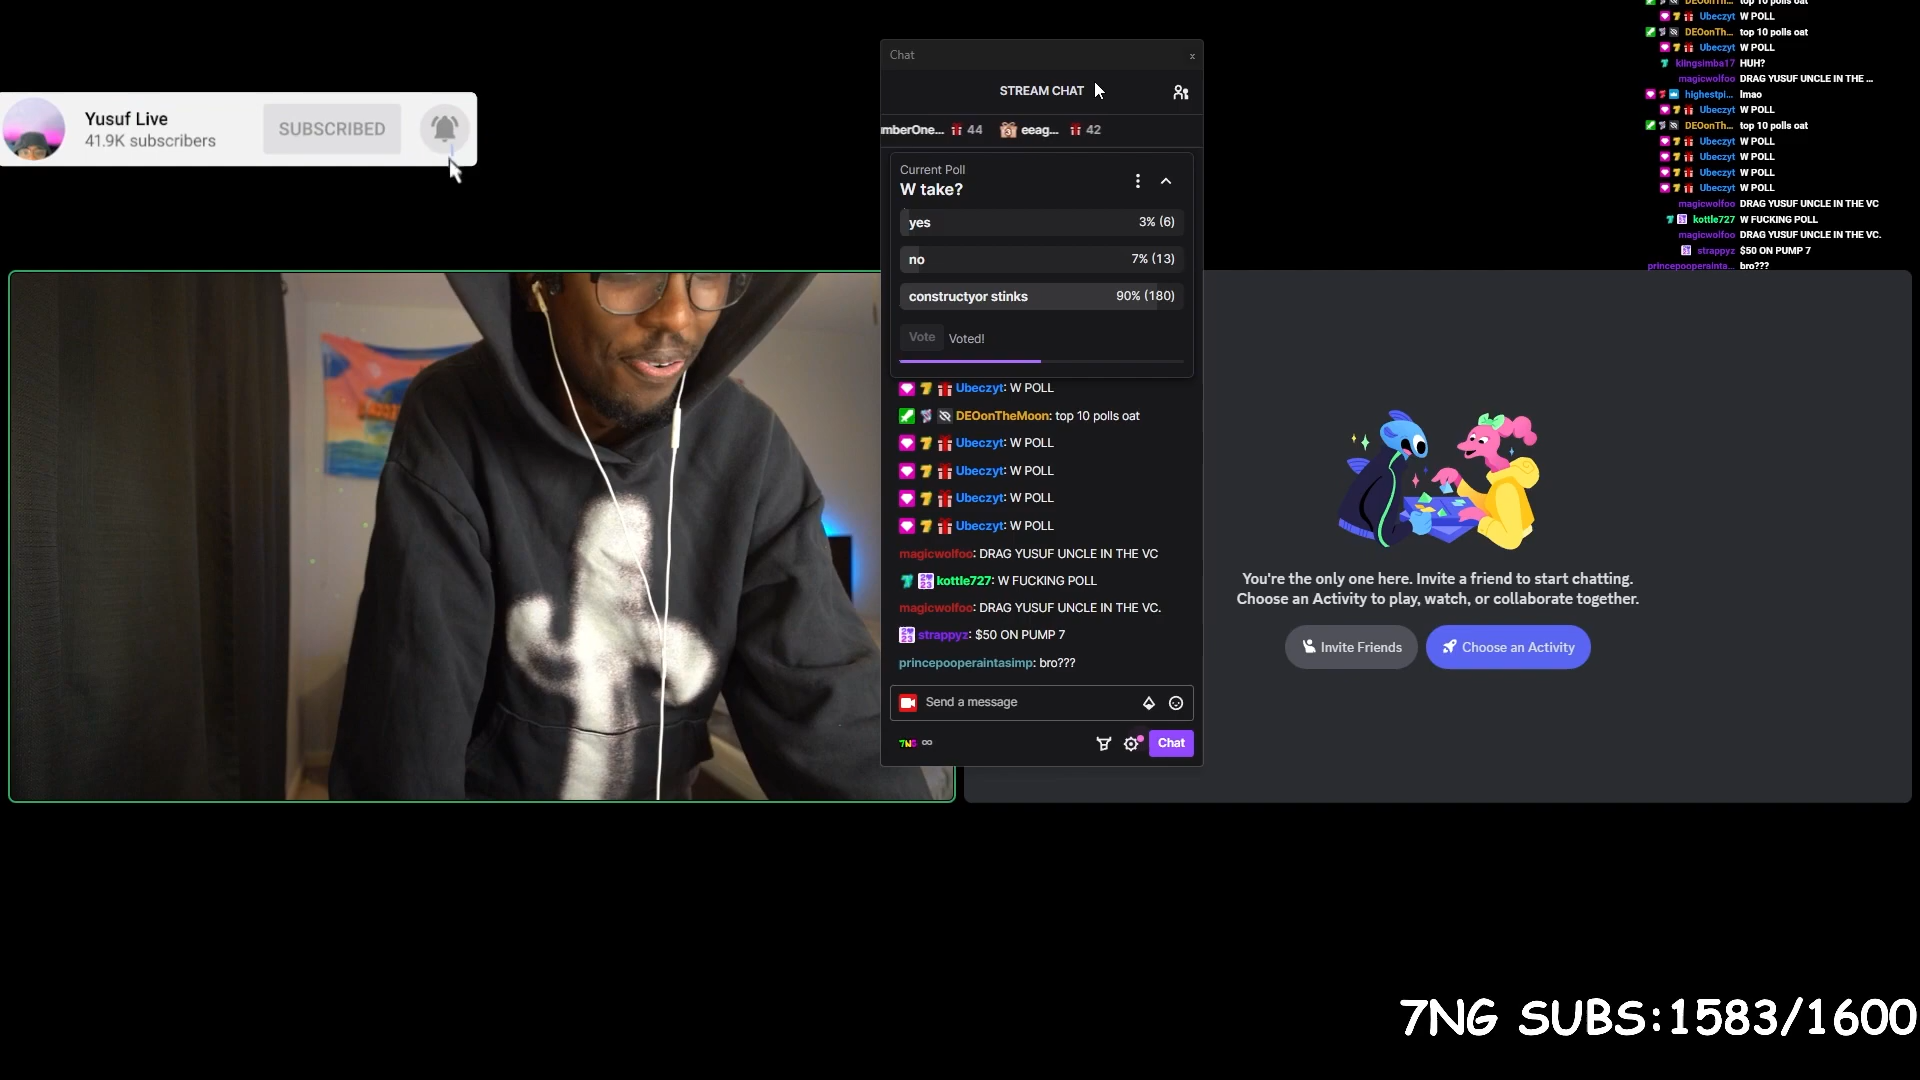 Yusuf Live
41.9K subscribers
SUBSCRIBED
Chat
x
STREAM CHAT
mberOne... 44 eeag... 42
Current Poll
W take?
yes 3% (6)
no 7% (13)
constructyor stinks 90% (180)
Vote Voted!
Ubeczyt: W POLL
DEOonTheMoon: top 10 polls oat
Ubeczyt: W POLL
Ubeczyt: W POLL
Ubeczyt: W POLL
Ubeczyt: W POLL
magicwolfoo: DRAG YUSUF UNCLE IN THE VC
kottle727: W FUCKING POLL
magicwolfoo: DRAG YUSUF UNCLE IN THE VC.
strappyz: $50 ON PUMP 7
princepooperaintasimp: bro???
Send a message
7NG ∞
Chat
DEOonTh... top 10 polls oat
Ubeczyt W POLL
DEOonTh... top 10 polls oat
Ubeczyt W POLL
kiingsimba17 HUH?
magicwolfoo DRAG YUSUF UNCLE IN THE ...
highestpi... lmao
Ubeczyt W POLL
DEOonTh... top 10 polls oat
Ubeczyt W POLL
Ubeczyt W POLL
Ubeczyt W POLL
Ubeczyt W POLL
magicwolfoo DRAG YUSUF UNCLE IN THE VC
kottle727 W FUCKING POLL
magicwolfoo DRAG YUSUF UNCLE IN THE VC.
strappyz $50 ON PUMP 7
princepooperainta... bro???
You're the only one here. Invite a friend to start chatting.
Choose an Activity to play, watch, or collaborate together.
Invite Friends
Choose an Activity
7NG SUBS:1583/1600